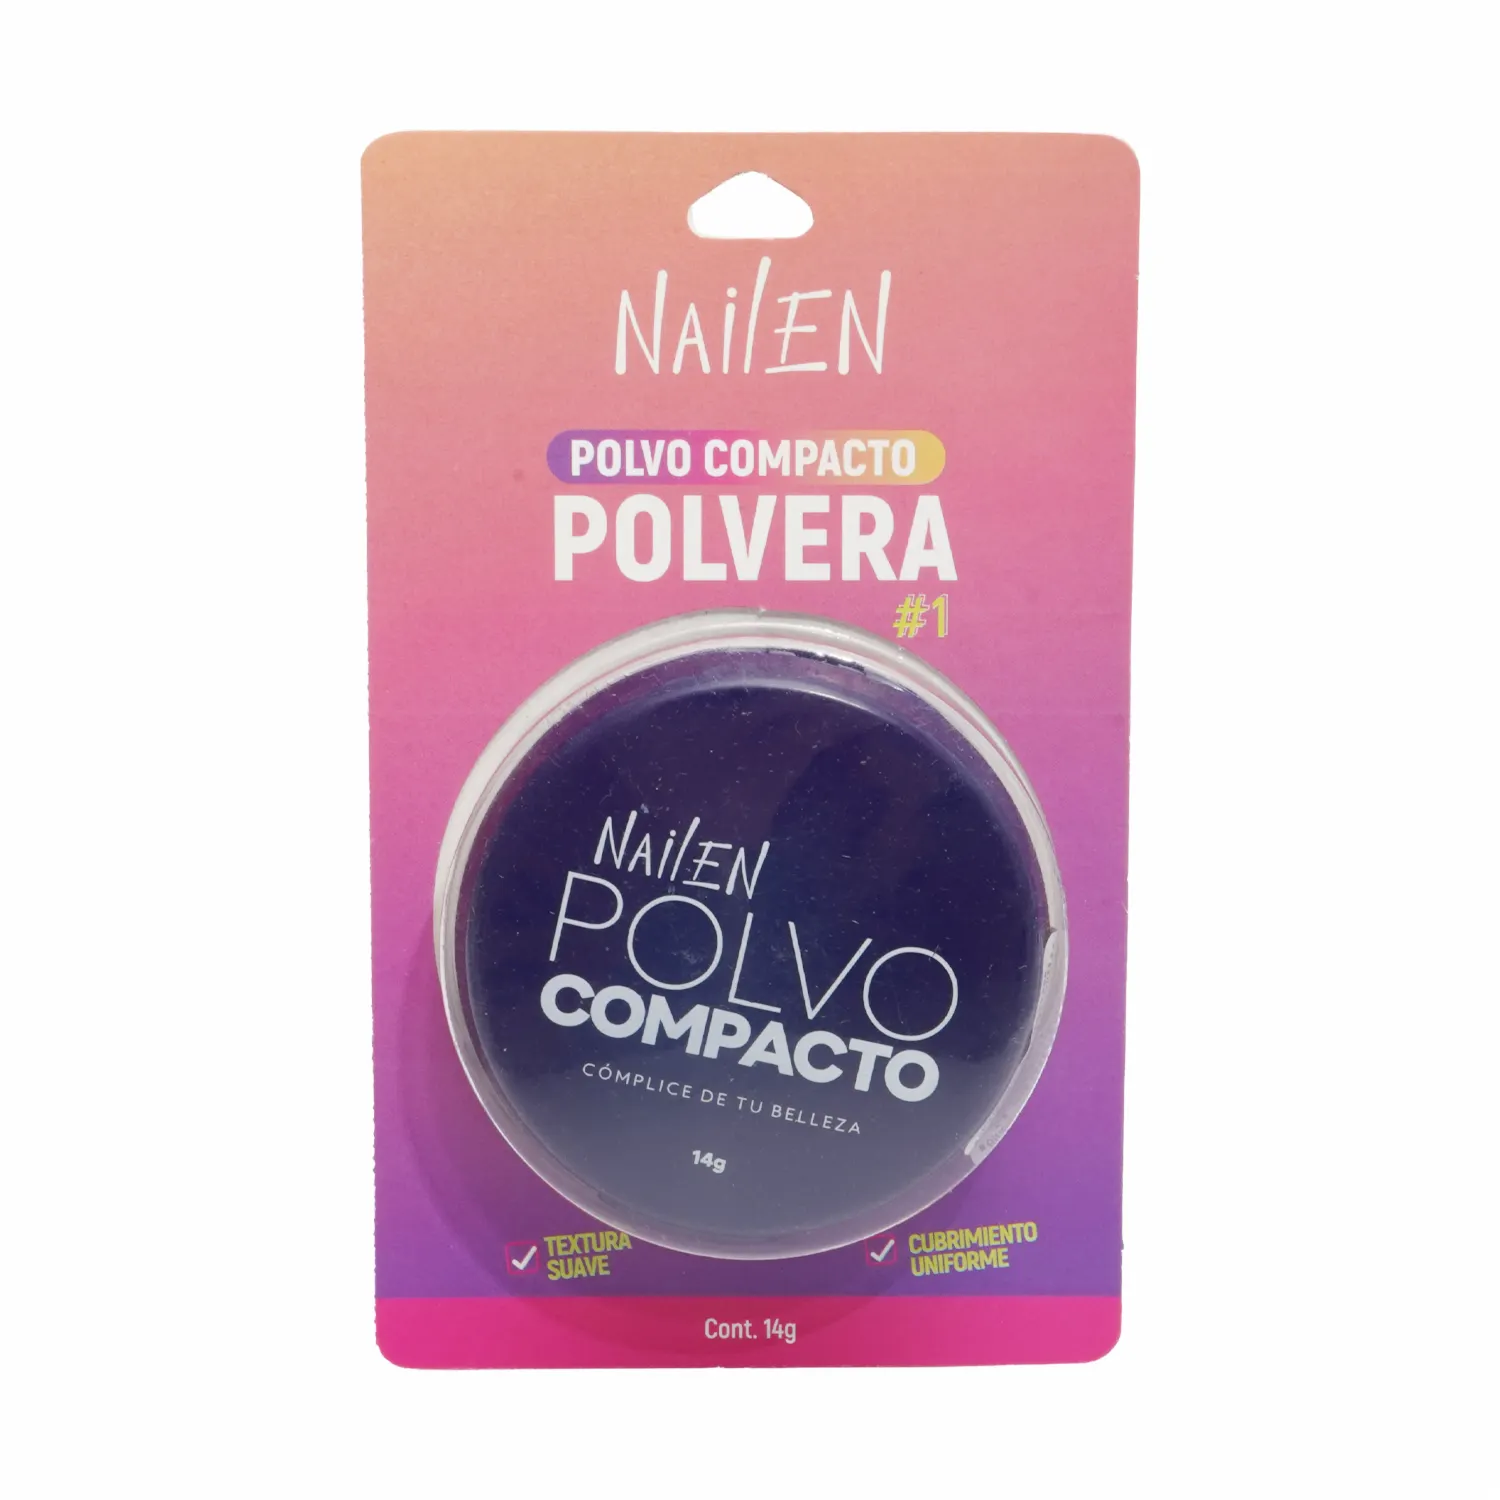 NAILEN
POLVO COMPACTO
POLVERA
#1
NAILEN
POLVO
COMPACTO
CÓMPLICE DE TU BELLEZA
14g
TEXTURA
SUAVE
CUBRIMIENTO
UNIFORME
Cont. 14g